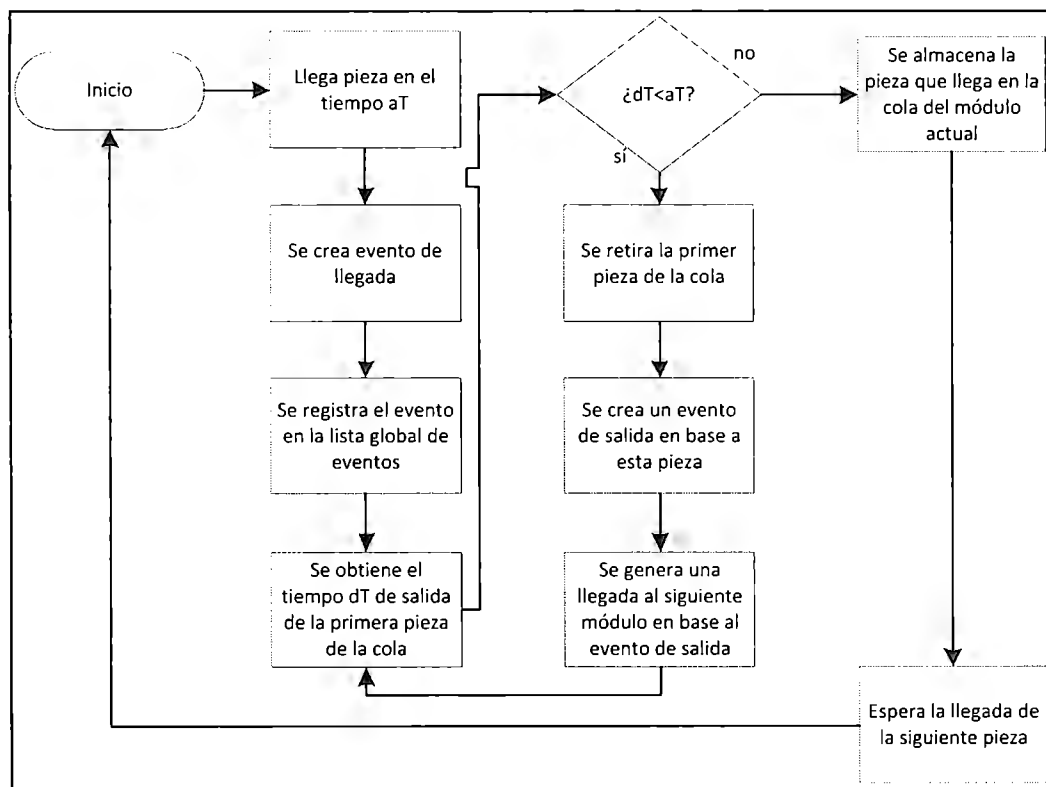 Inicio
Llega pieza en el
tiempo aT
Se crea evento de
llegada
Se registra el evento
en la lista global de
eventos
Se obtiene el
tiempo dT de salida
de la primera pieza
de la cola
¿dT<aT?
no
sí
Se retira la primer
pieza de la cola
Se crea un evento
de salida en base a
esta pieza
Se genera una
llegada al siguiente
módulo en base al
evento de salida
Se almacena la
pieza que llega en la
cola del módulo
actual
Espera la llegada de
la siguiente pieza